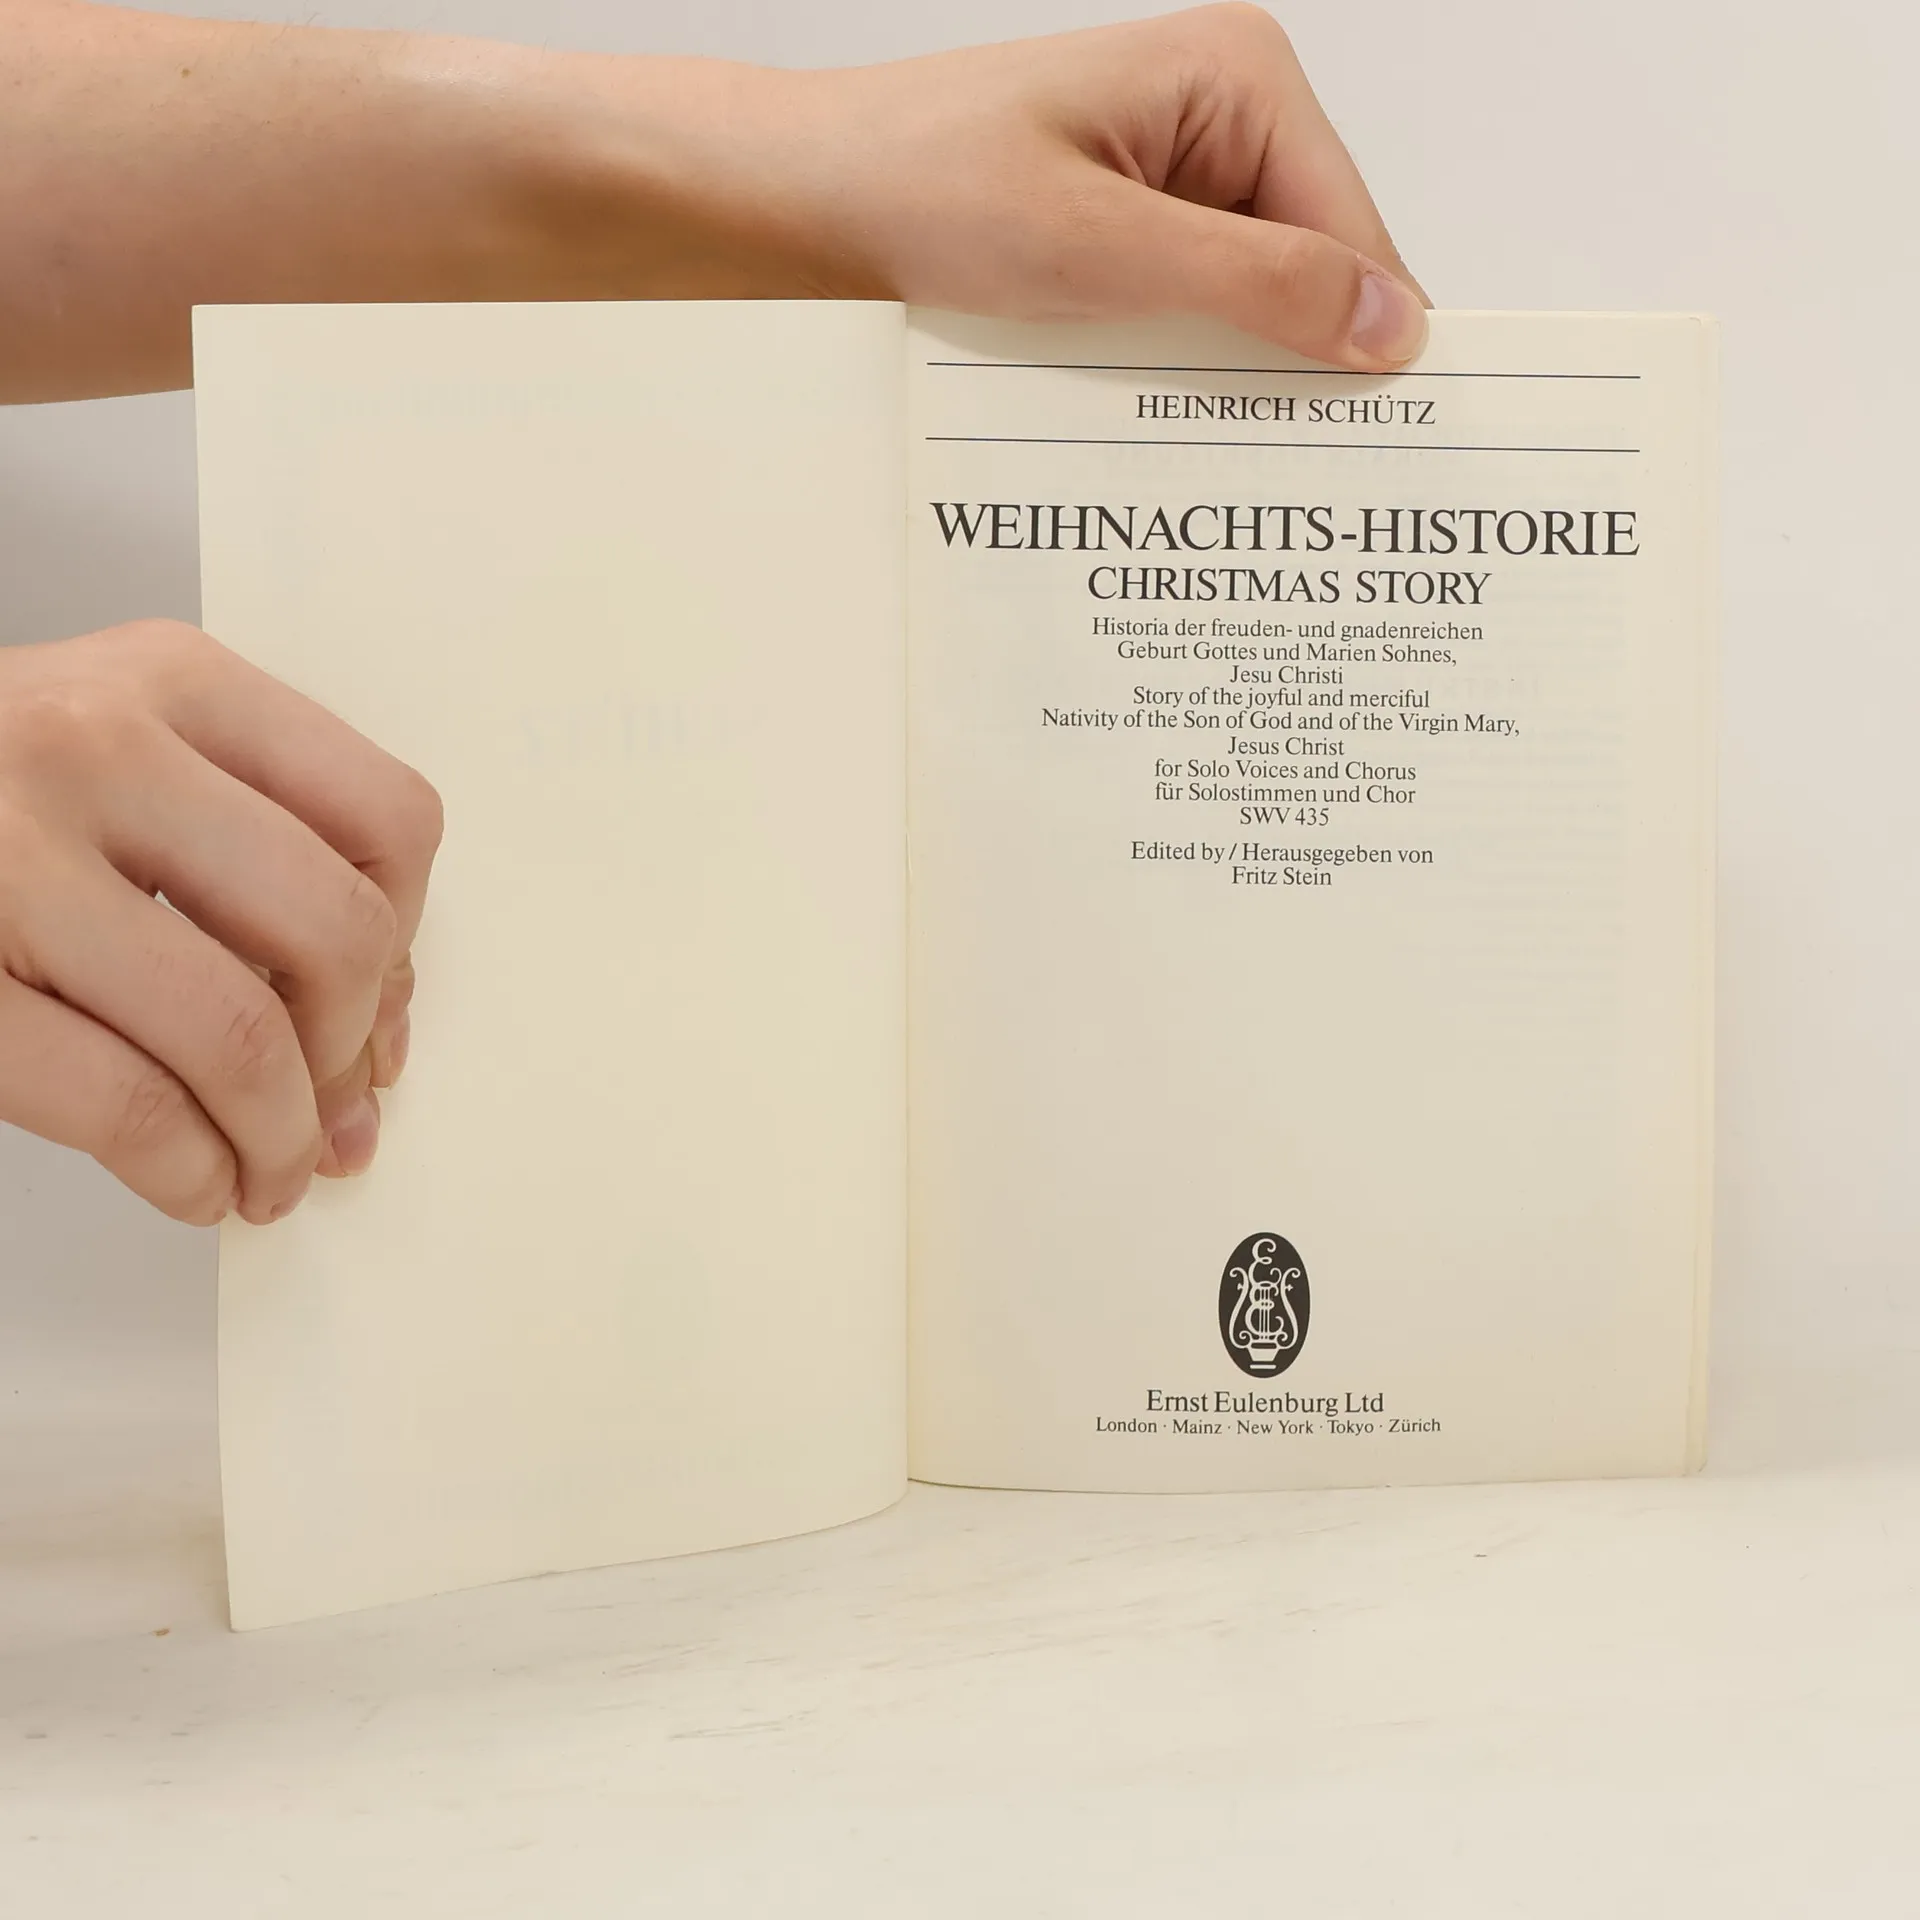 HEINRICH SCHÜTZ
WEIHNACHTS-HISTORIE
CHRISTMAS STORY
Historia der freuden- und gnadenreichen
Geburt Gottes und Marien Sohnes,
Jesu Christi
Story of the joyful and merciful
Nativity of the Son of God and of the Virgin Mary,
Jesus Christ
for Solo Voices and Chorus
für Solostimmen und Chor
SWV 435
Edited by / Herausgegeben von
Fritz Stein
Ernst Eulenburg Ltd
London · Mainz · New York · Tokyo · Zürich